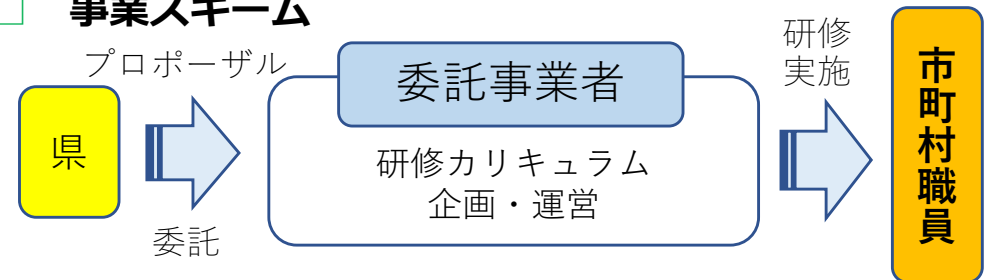 事業スキーム
プロポーザル
県
委託
委託事業者
研修カリキュラム
企画・運営
研修
実施
市町村職員